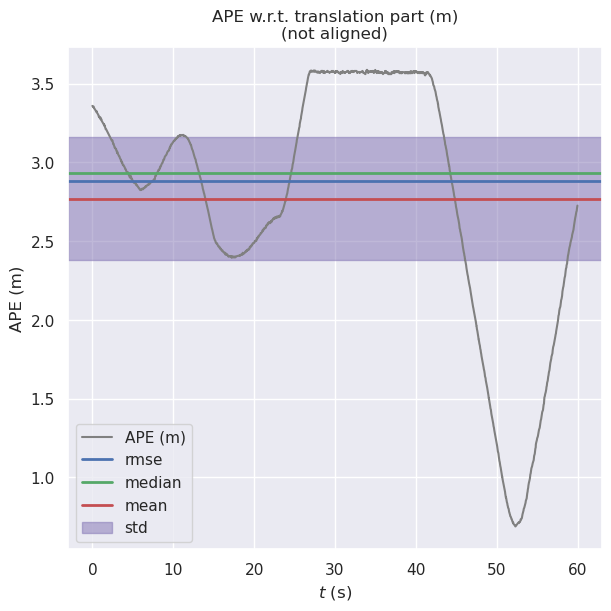 APE w.r.t. translation part (m)
(not aligned)
APE (m)
3.5
3.0
2.5
2.0
1.5
1.0
APE (m)
rmse
median
mean
std
0
10
20
30
40
50
60
t (s)